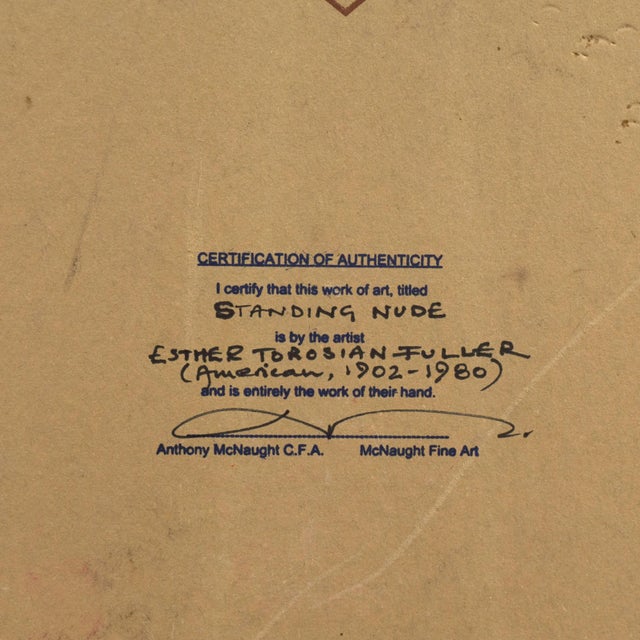 CERTIFICATION OF AUTHENTICITY
I certify that this work of art, titled
STANDING NUDE
is by the artist
ESTHER TOROSIAN-FULLER
(American, 1902-1980)
and is entirely the work of their hand.
Anthony McNaught C.F.A. McNaught Fine Art